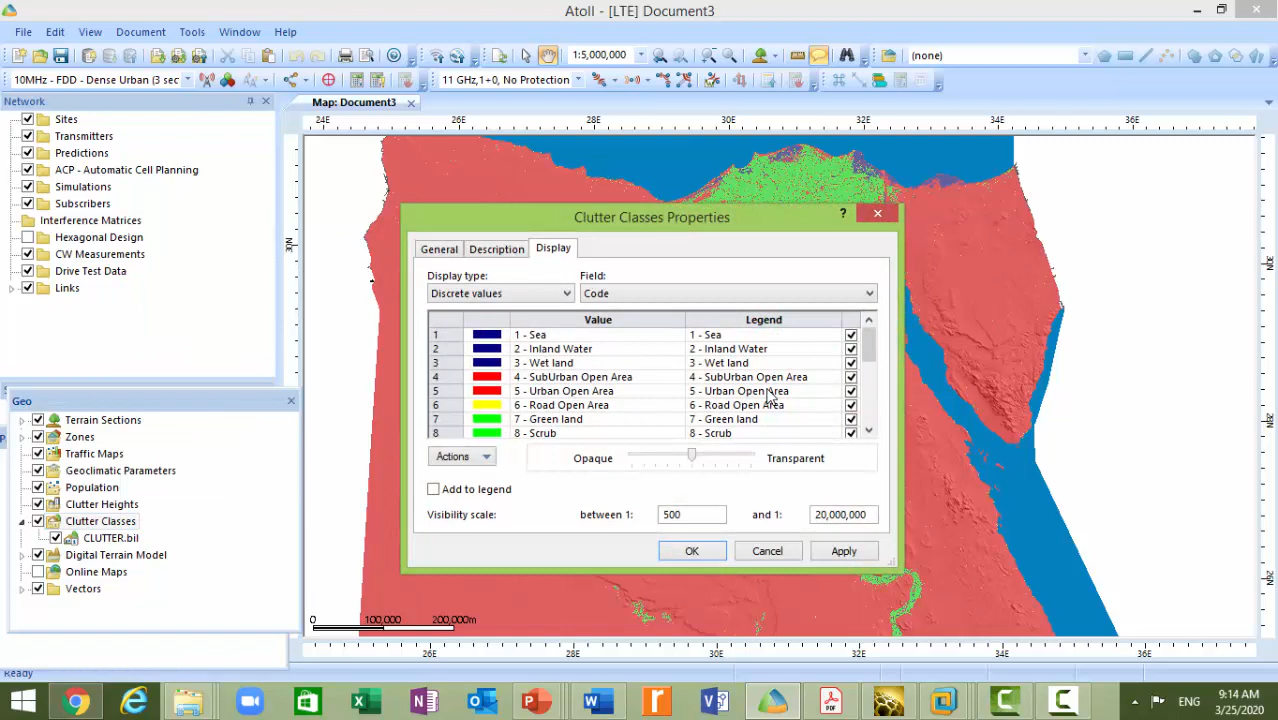 Atoll - [LTE] Document3
File Edit View Document Tools Window Help
1:5,000,000 (none)
10MHz - FDD - Dense Urban (3 sec 11 GHz,1+0, No Protection
Network
Map: Document3
24E 26E 28E 30E 32E 34E 36E
Sites
Transmitters
Predictions
ACP - Automatic Cell Planning
Simulations
Subscribers
Interference Matrices
Hexagonal Design
CW Measurements
Drive Test Data
Links
30N
30N
Clutter Classes Properties
?
General Description Display
Display type: Field:
Discrete values Code
Value Legend
1 1 - Sea 1 - Sea
2 2 - Inland Water 2 - Inland Water
3 3 - Wet land 3 - Wet land
4 4 - SubUrban Open Area 4 - SubUrban Open Area
5 5 - Urban Open Area 5 - Urban Open Area
6 6 - Road Open Area 6 - Road Open Area
7 7 - Green land 7 - Green land
8 8 - Scrub 8 - Scrub
Actions Opaque Transparent
Add to legend
Visibility scale: between 1: 500 and 1: 20,000,000
OK Cancel Apply
Geo
Terrain Sections
Zones
Traffic Maps
Geoclimatic Parameters
Population
Clutter Heights
Clutter Classes
CLUTTER.bil
Digital Terrain Model
Online Maps
Vectors
0 100,000 200,000m
26E 28E 30E 32E 34E 36E
Ready
ENG
9:14 AM
3/25/2020